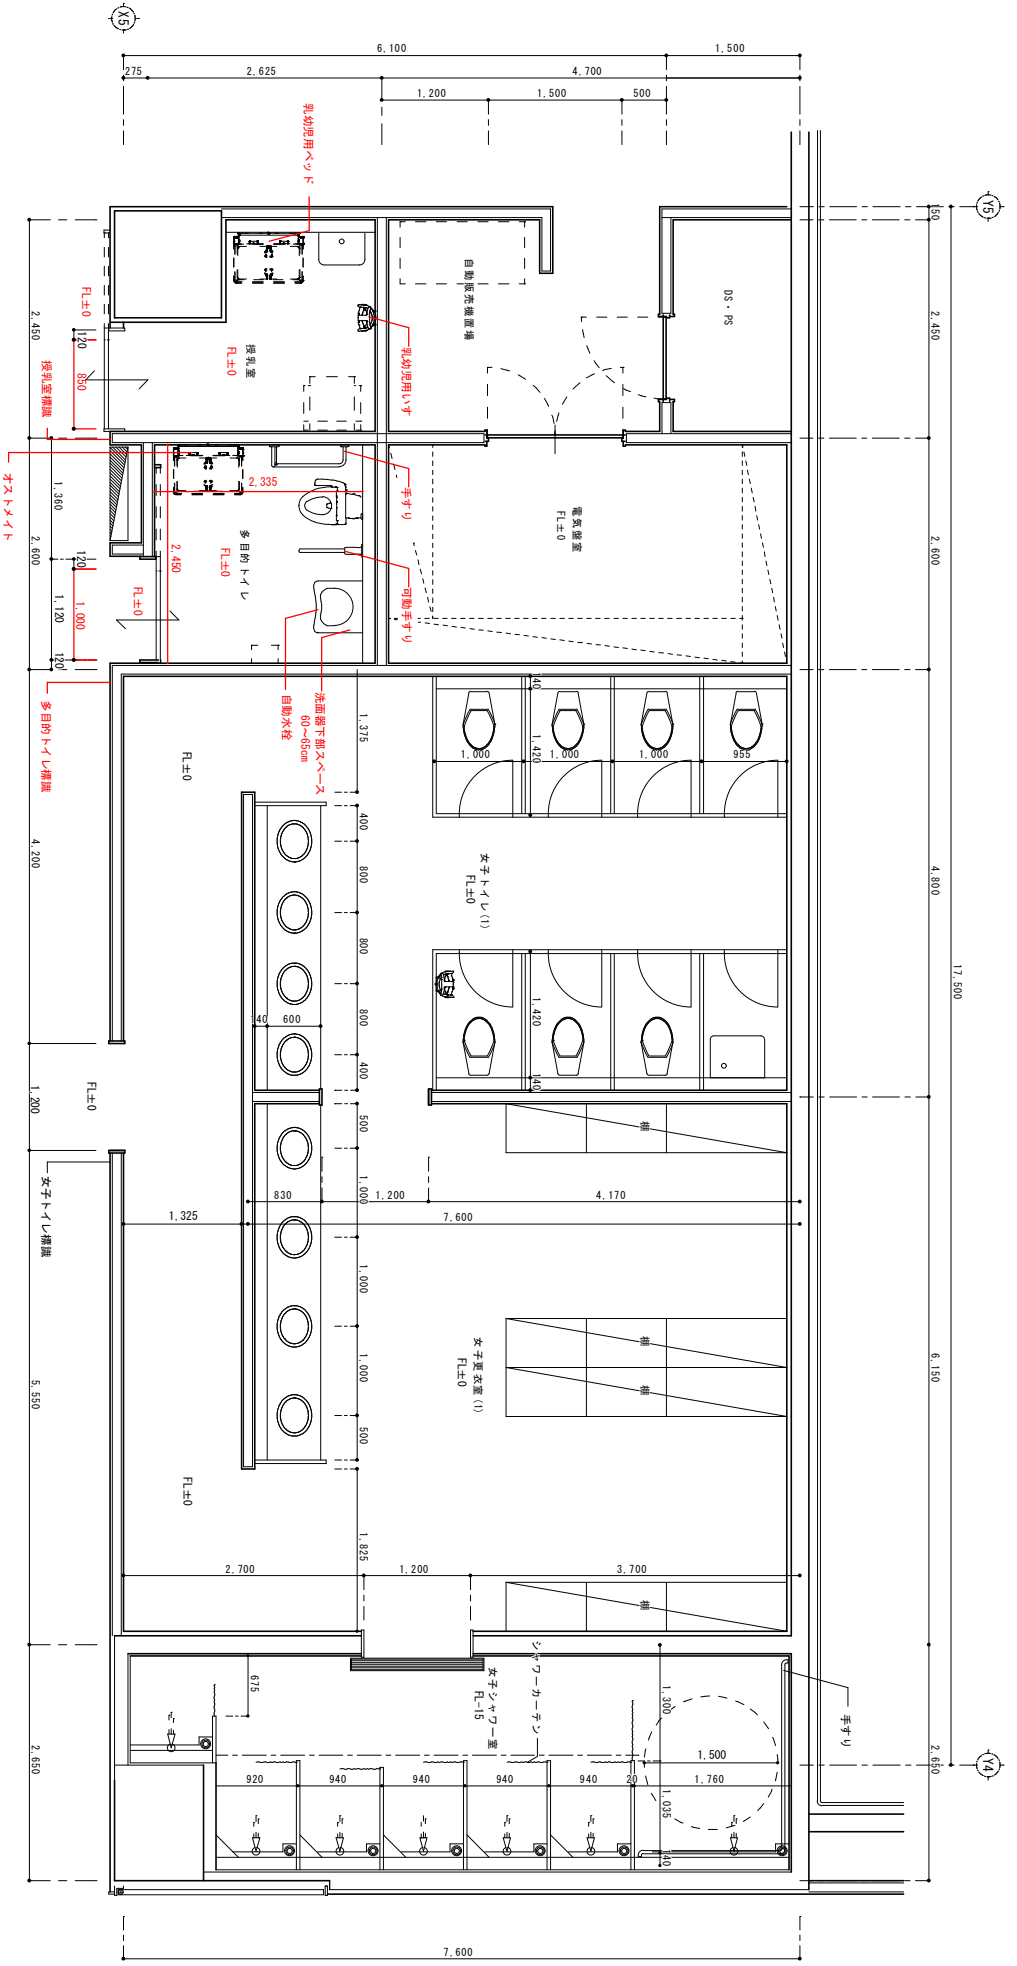 X5
6,100
1,500
275
2,625
4,700
1,200
1,500
500
乳幼児用ベッド
Y5
150
2,450
FL±0
2,450
120
850
授乳室標識
授乳室
FL±0
乳幼児用いす
自動販売機置場
DS・PS
オストメイト
1,360
2,600
120
1,120
1,000
120
FL±0
2,335
2,450
多目的トイレ
FL±0
手すり
可動手すり
電気盤室
FL±0
2,600
多目的トイレ標識
自動水栓
洗面器下部スペース
60~65cm
4,200
FL±0
1,375
400
800
800
800
400
140
600
140
1,420
1,000
1,000
1,000
955
女子トイレ(1)
FL±0
1,420
140
4,800
17,500
1,200
FL±0
女子トイレ標識
500
1,000
1,000
1,000
500
棚
830
1,200
4,170
1,325
7,600
棚
棚
女子更衣室(1)
FL±0
6,150
5,550
FL±0
1,825
2,700
1,200
3,700
棚
675
女子シャワー室
FL-15
シャワーカーテン
1,300
手すり
1,500
2,650
2,650
Y4
920
940
940
940
940
20
1,760
1,035
140
7,600